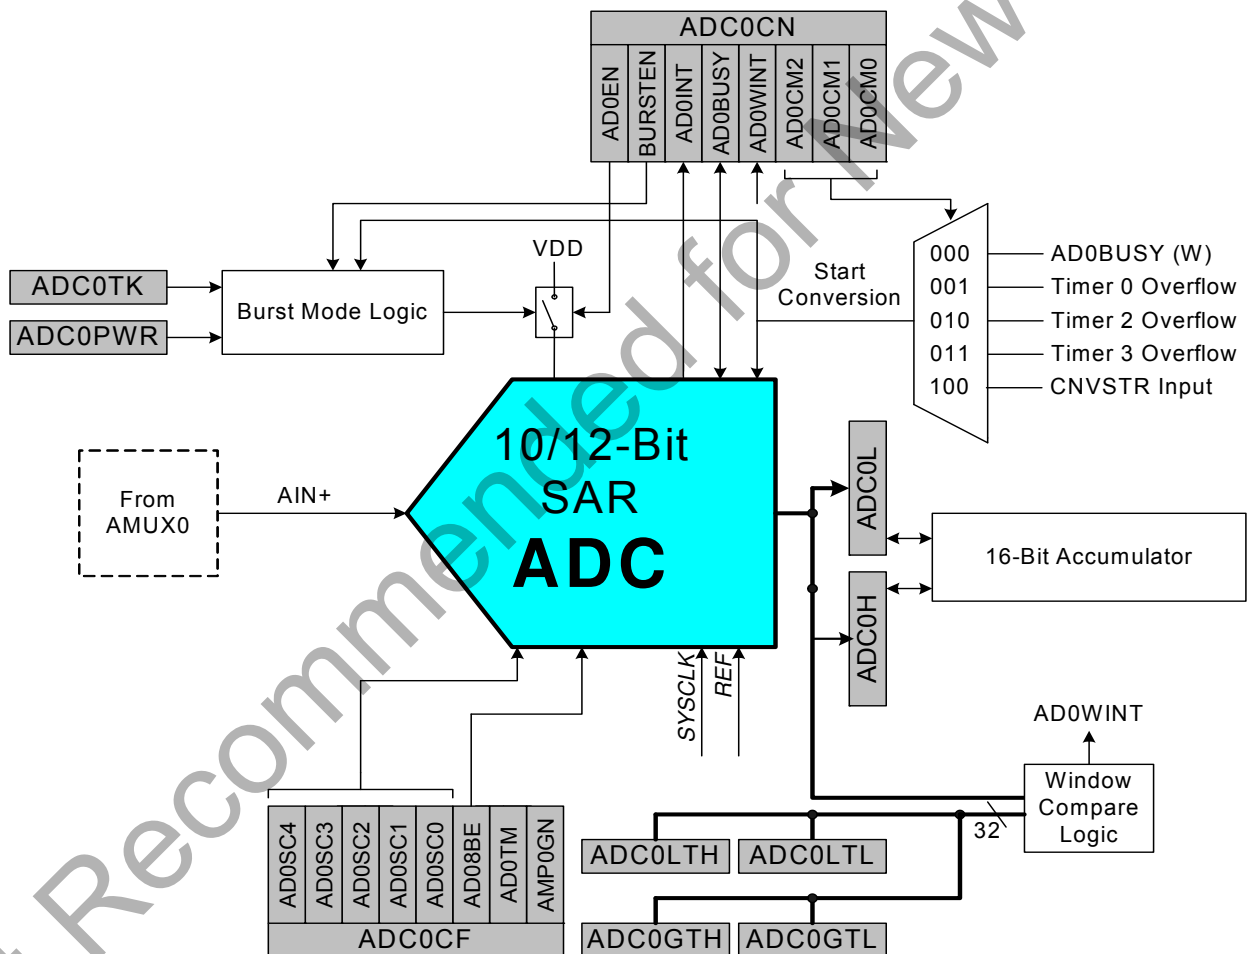 ADC0CN
AD0EN
BURSTEN
AD0INT
AD0BUSY
AD0WINT
AD0CM2
AD0CM1
AD0CM0
VDD
Start
Conversion
000
001
010
011
100
AD0BUSY (W)
Timer 0 Overflow
Timer 2 Overflow
Timer 3 Overflow
CNVSTR Input
ADC0TK
ADC0PWR
Burst Mode Logic
From
AMUX0
AIN+
10/12-Bit
SAR
ADC
ADC0L
ADC0H
16-Bit Accumulator
SYSCLK
REF
AD0WINT
Window
Compare
Logic
32
AD0SC4
AD0SC3
AD0SC2
AD0SC1
AD0SC0
AD08BE
AD0TM
AMP0GN
ADC0CF
ADC0LTH
ADC0LTL
ADC0GTH
ADC0GTL
Recommended for New